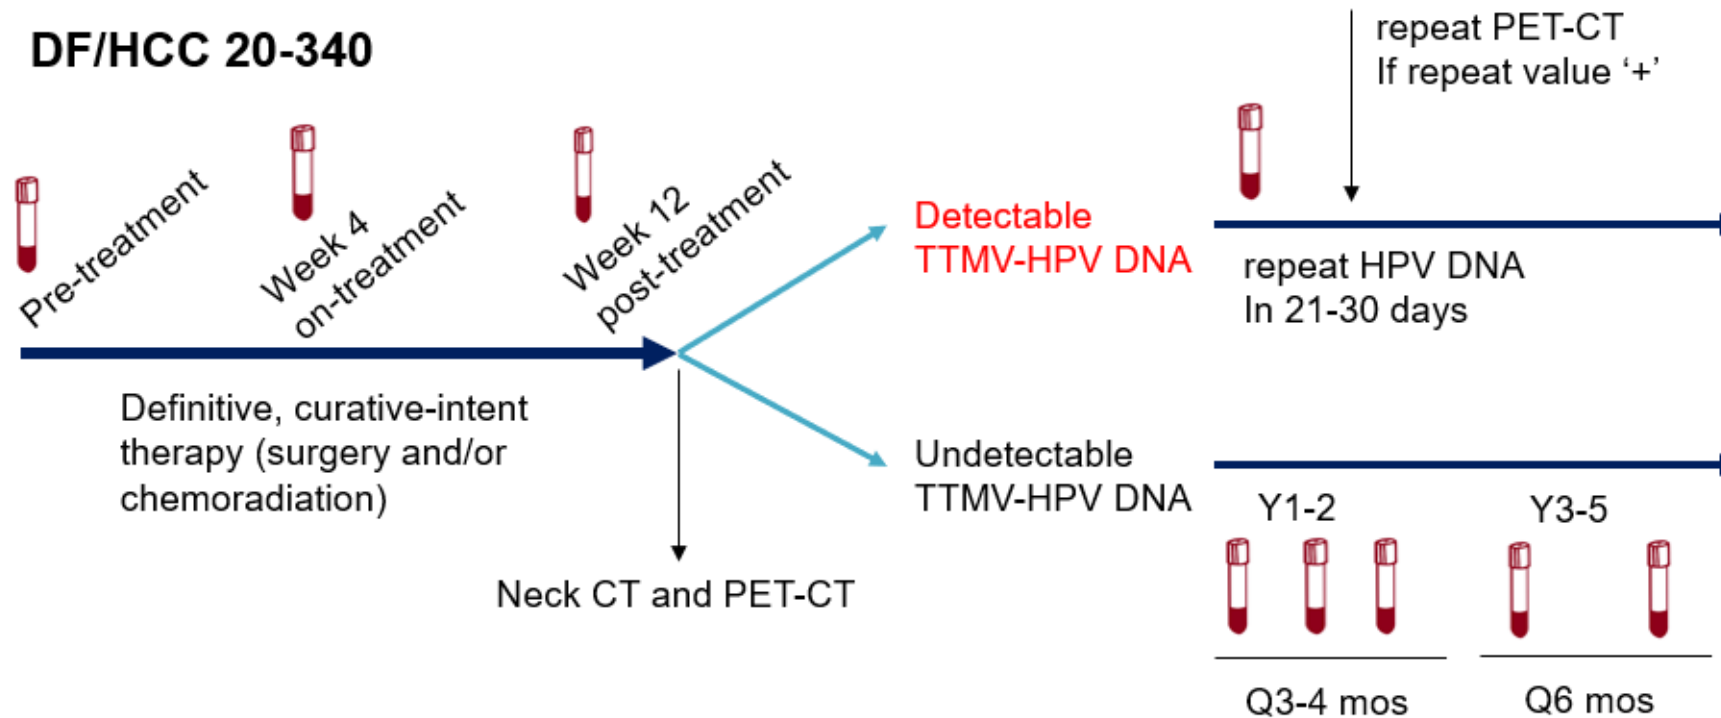 DF/HCC 20-340
repeat PET-CT
If repeat value ‘+’
Pre-treatment
Week 4
on-treatment
Week 12
post-treatment
Detectable
TTMV-HPV DNA
repeat HPV DNA
In 21-30 days
Definitive, curative-intent
therapy (surgery and/or
chemoradiation)
Undetectable
TTMV-HPV DNA
Neck CT and PET-CT
Y1-2
Y3-5
Q3-4 mos
Q6 mos